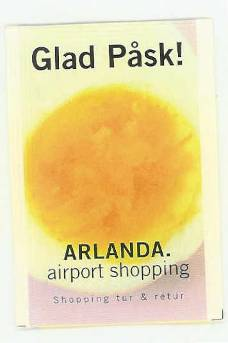 Glad Påsk!
ARLANDA.
airport shopping
Shopping tur & retur